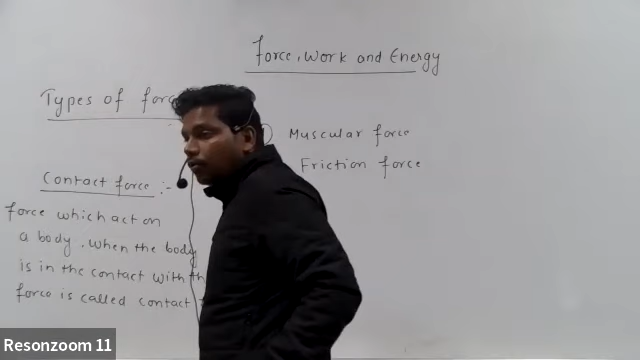 Force, Work and Energy
Types of
Muscular force
Friction force
Contact force :-
force which act on
a body, when the body
is in the contact with
force is called contact
Resonzoom 11